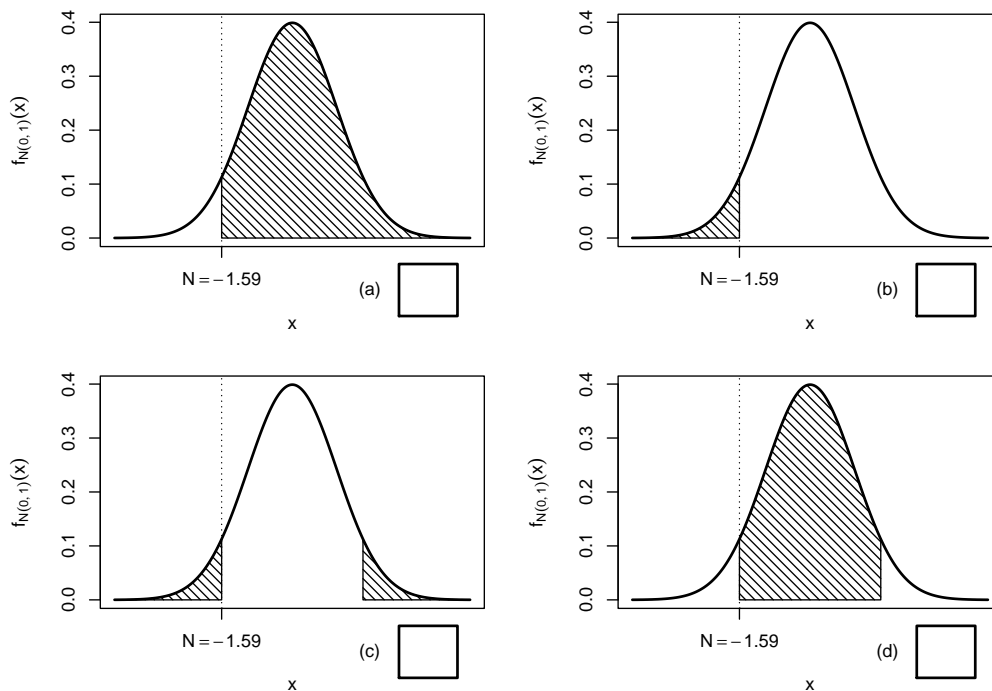 0.4
0.3
0.2
0.1
0.0
f_{N(0, 1)}(x)
N = −1.59
x
(a)
0.4
0.3
0.2
0.1
0.0
f_{N(0, 1)}(x)
N = −1.59
x
(b)
0.4
0.3
0.2
0.1
0.0
f_{N(0, 1)}(x)
N = −1.59
x
(c)
0.4
0.3
0.2
0.1
0.0
f_{N(0, 1)}(x)
N = −1.59
x
(d)